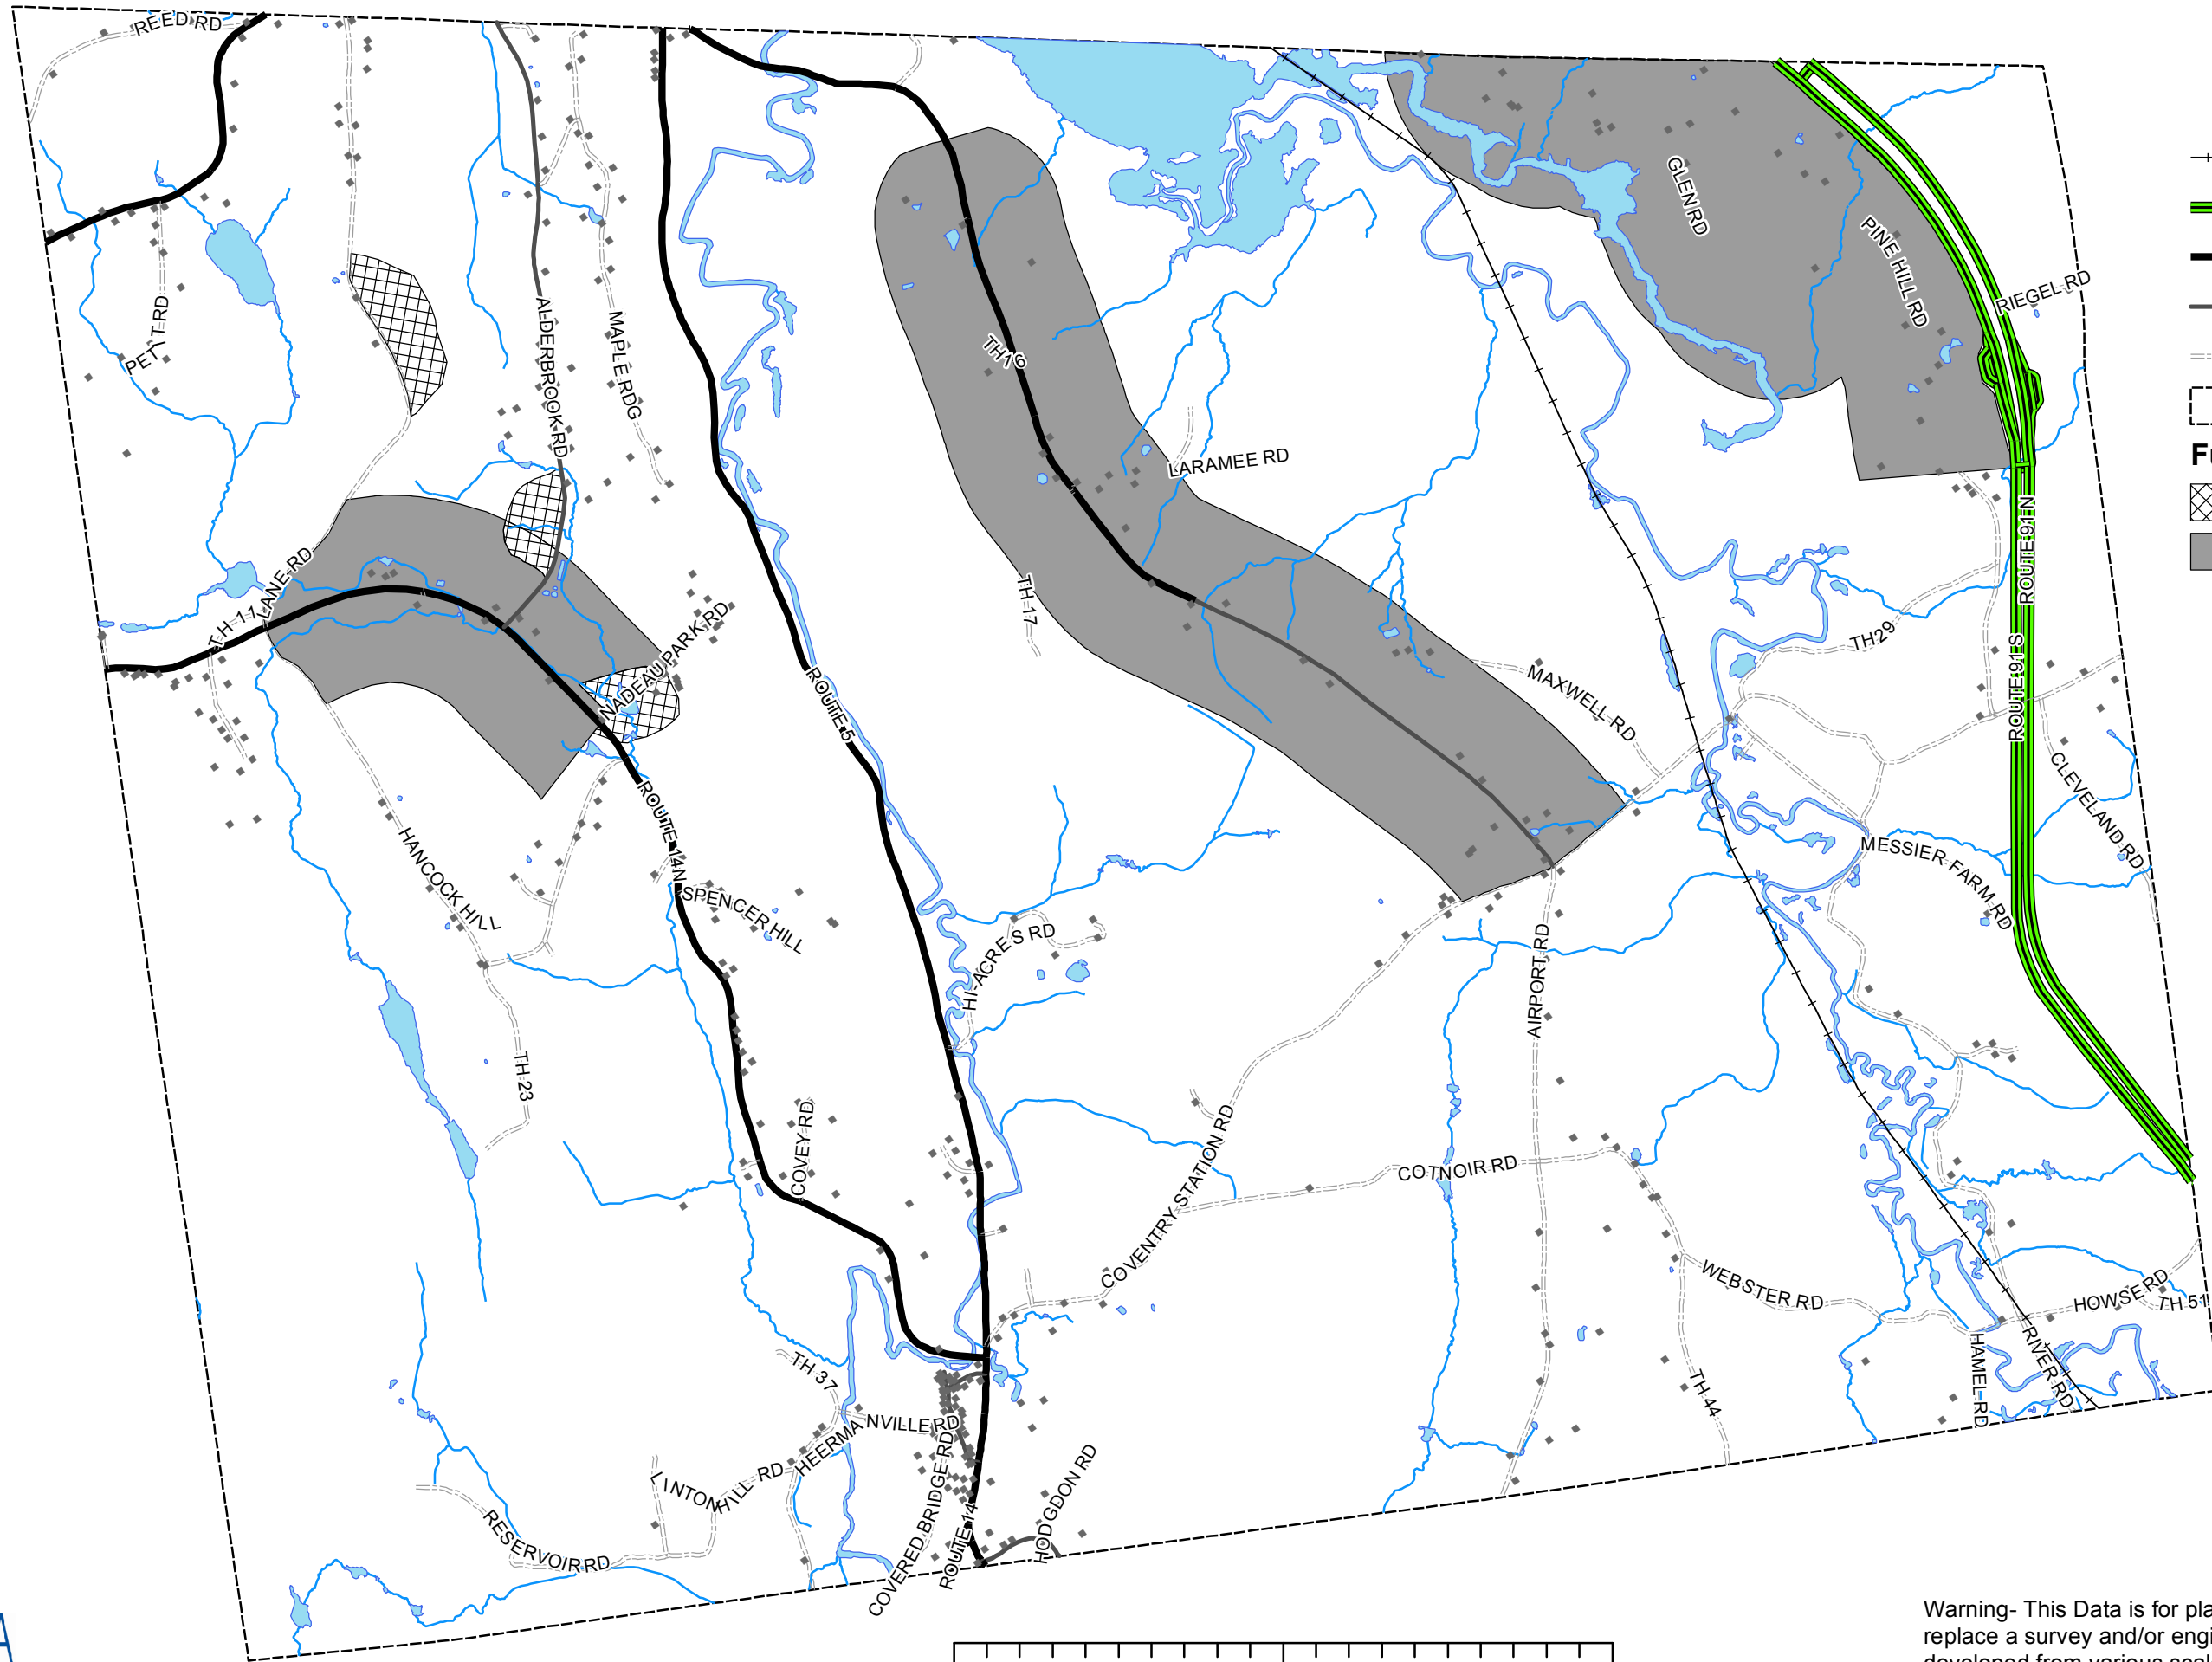 REED RD
PETIT RD
ALDERBROOK RD
MAPLE RDG
GLEN RD
PINE HILL RD
RIEGEL RD
TH16
LARAMEE RD
ROUTE 91 N
ROUTE 91 S
LANE RD
TH 11
NADEAU PARK RD
TH 17
ROUTE 5
MAXWELL RD
TH29
CLEVELAND RD
ROUTE 14 N
HANCOCK HILL
SPENCER HILL
MESSIER FARM RD
HI-ACRES RD
AIRPORT RD
TH 23
COVEY RD
COVENTRY STATION RD
COTNOIR RD
WEBSTER RD
HOWSE RD
TH 51
HAMEL RD
RIVER RD
TH 44
TH 37
HEERMANVILLE RD
LINTON HILL RD
COVERED BRIDGE RD
ROUTE 14
HODGDON RD
RESERVOIR RD
Warning- This Data is for pla
replace a survey and/or engi